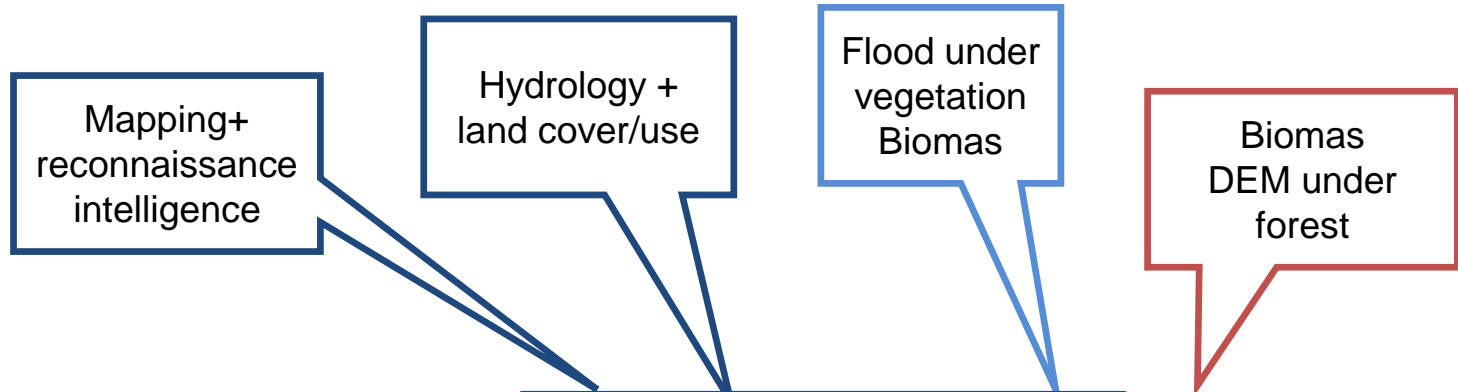 Mapping+
reconnaissance
intelligence
Hydrology +
land cover/use
Flood under
vegetation
Biomas
Biomas
DEM under
forest